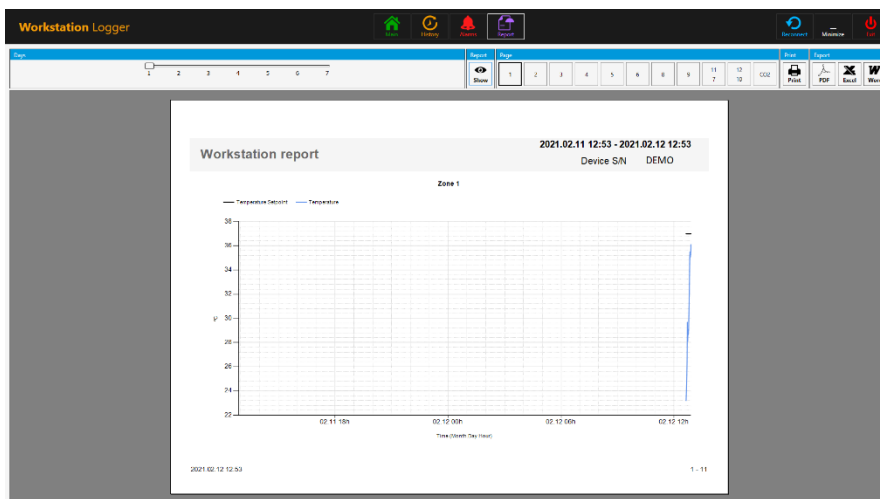 Workstation Logger
Main History Alarms Report Reconnect Minimize
Days Report Page Print Export
1 2 3 4 5 6 7
Show 1 2 3 4 5 6 8 9 11 7 12 10 CO2 Print PDF Excel Word
Workstation report
2021.02.11 12:53 - 2021.02.12 12:53
Device S/N DEMO
Zone 1
Temperature Setpoint Temperature
38
36
34
32
°C 30
28
26
24
22
02.11 18h 02.12 00h 02.12 06h 02.12 12h
Time (Month Day Hour)
2021.02.12 12:53 1 - 11